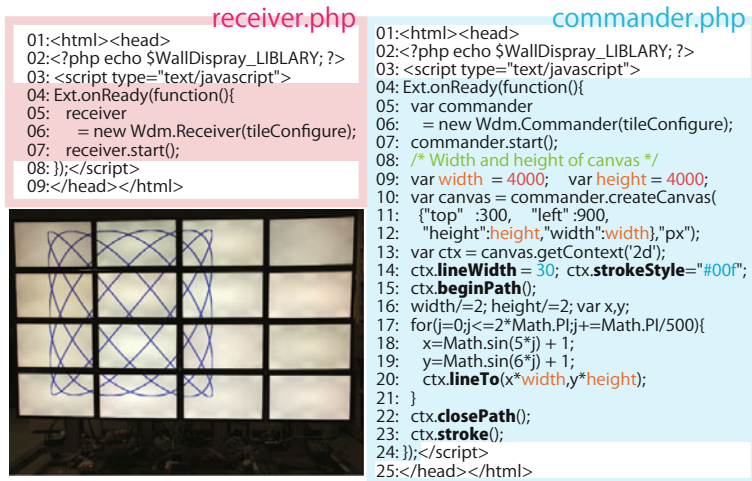 receiver.php
01:<html><head>
02:<?php echo $WallDispray_LIBLARY; ?>
03: <script type="text/javascript">
04: Ext.onReady(function(){
05: receiver
06: = new Wdm.Receiver(tileConfigure);
07: receiver.start();
08: });</script>
09:</head></html>
commander.php
01:<html><head>
02:<?php echo $WallDispray_LIBLARY; ?>
03: <script type="text/javascript">
04: Ext.onReady(function(){
05: var commander
06: = new Wdm.Commander(tileConfigure);
07: commander.start();
08: /* Width and height of canvas */
09: var width = 4000; var height = 4000;
10: var canvas = commander.createCanvas(
11: {"top" :300, "left" :900,
12: "height":height,"width":width},"px");
13: var ctx = canvas.getContext('2d');
14: ctx.lineWidth = 30; ctx.strokeStyle="#00f";
15: ctx.beginPath();
16: width/=2; height/=2; var x,y;
17: for(j=0;j<=2*Math.PI;j+=Math.PI/500){
18: x=Math.sin(5*j) + 1;
19: y=Math.sin(6*j) + 1;
20: ctx.lineTo(x*width,y*height);
21: }
22: ctx.closePath();
23: ctx.stroke();
24: });</script>
25:</head></html>